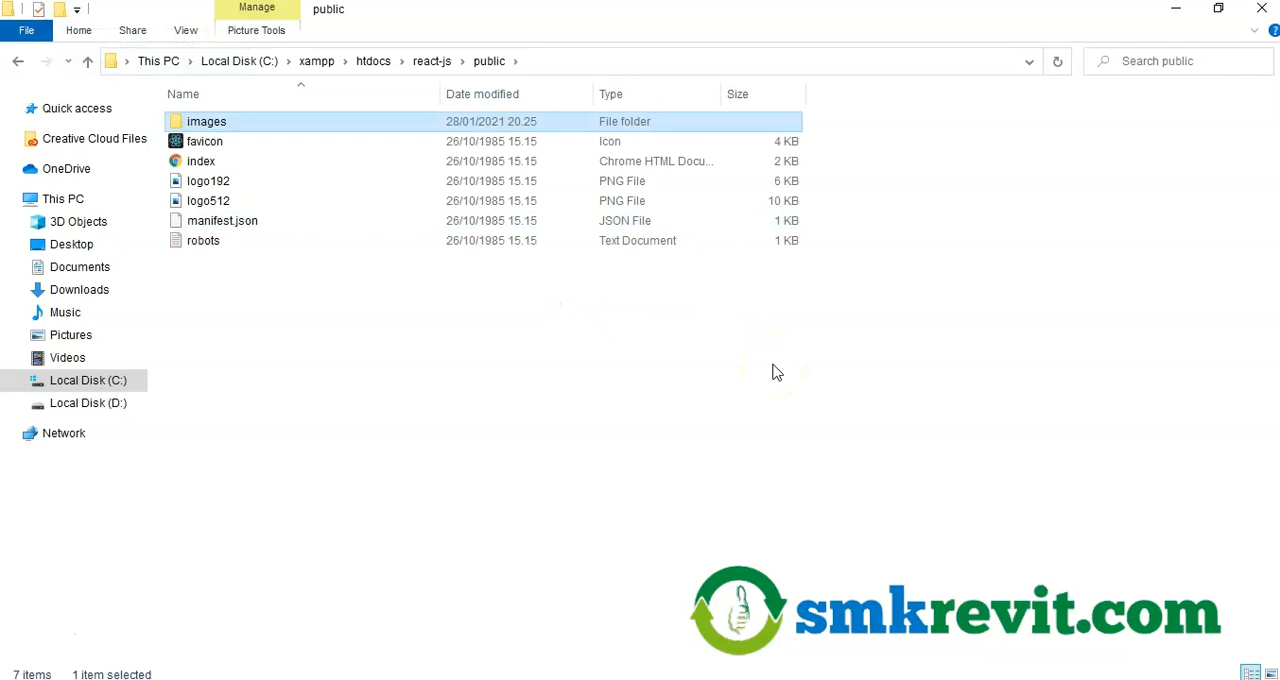 Manage
public
File
Home
Share
View
Picture Tools
This PC
Local Disk (C:)
xampp
htdocs
react-js
public
Search public
Name
Date modified
Type
Size
Quick access
Creative Cloud Files
OneDrive
This PC
3D Objects
Desktop
Documents
Downloads
Music
Pictures
Videos
Local Disk (C:)
Local Disk (D:)
Network
images 28/01/2021 20.25 File folder
favicon 26/10/1985 15.15 Icon 4 KB
index 26/10/1985 15.15 Chrome HTML Docu... 2 KB
logo192 26/10/1985 15.15 PNG File 6 KB
logo512 26/10/1985 15.15 PNG File 10 KB
manifest.json 26/10/1985 15.15 JSON File 1 KB
robots 26/10/1985 15.15 Text Document 1 KB
smkrevit.com
7 items 1 item selected